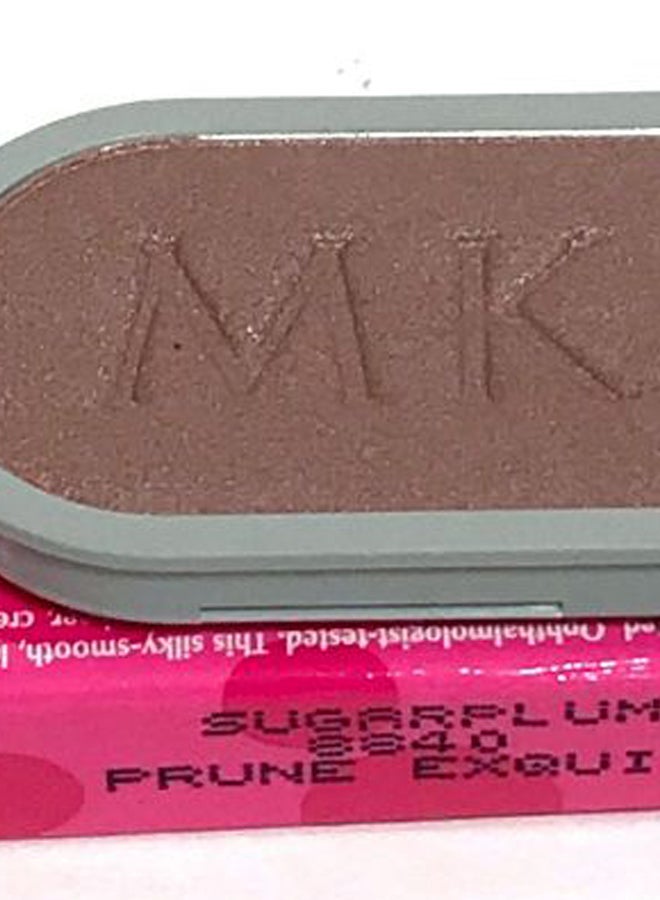 MK
ed Ophthalmologist-tested. This silky-smooth,
SUGARPLUM
8840
PRUNE EXQUI